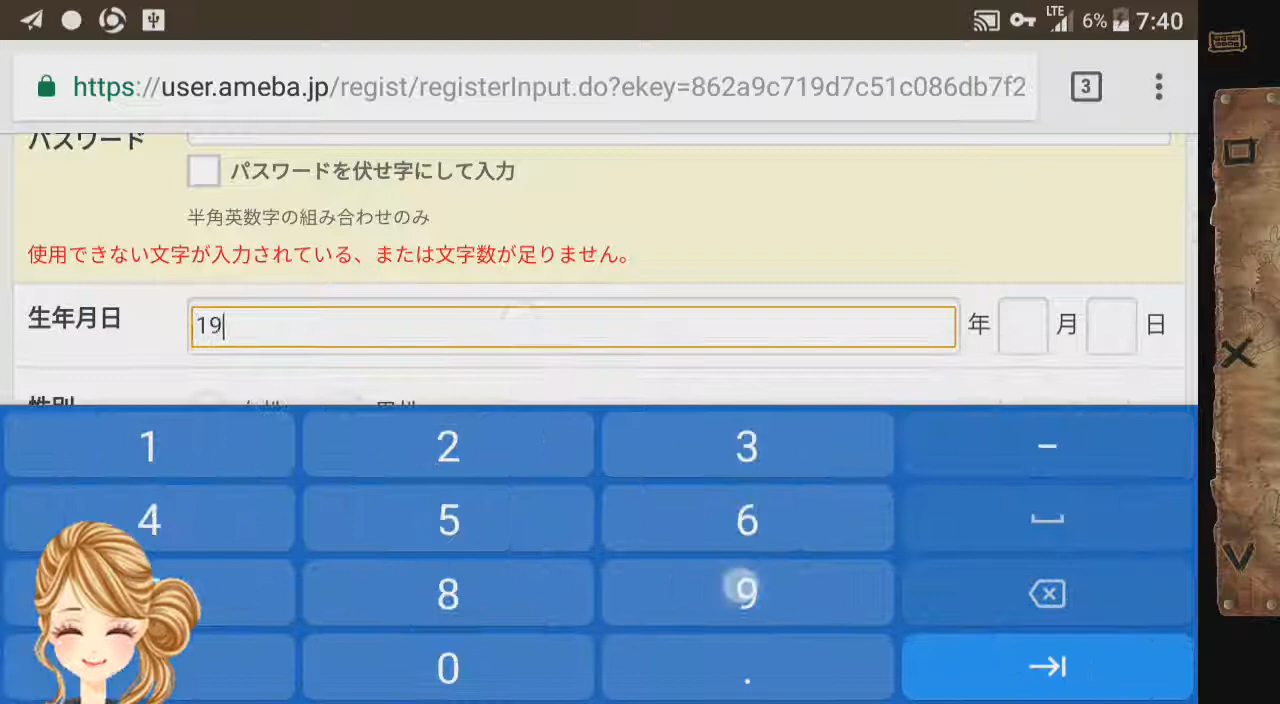 LTE 6% 7:40
https://user.ameba.jp/regist/registerInput.do?ekey=862a9c719d7c51c086db7f2
3
パスワード
パスワードを伏せ字にして入力
半角英数字の組み合わせのみ
使用できない文字が入力されている、または文字数が足りません。
生年月日 19 年 月 日
性別
1 2 3 −
4 5 6
8 9
0 .